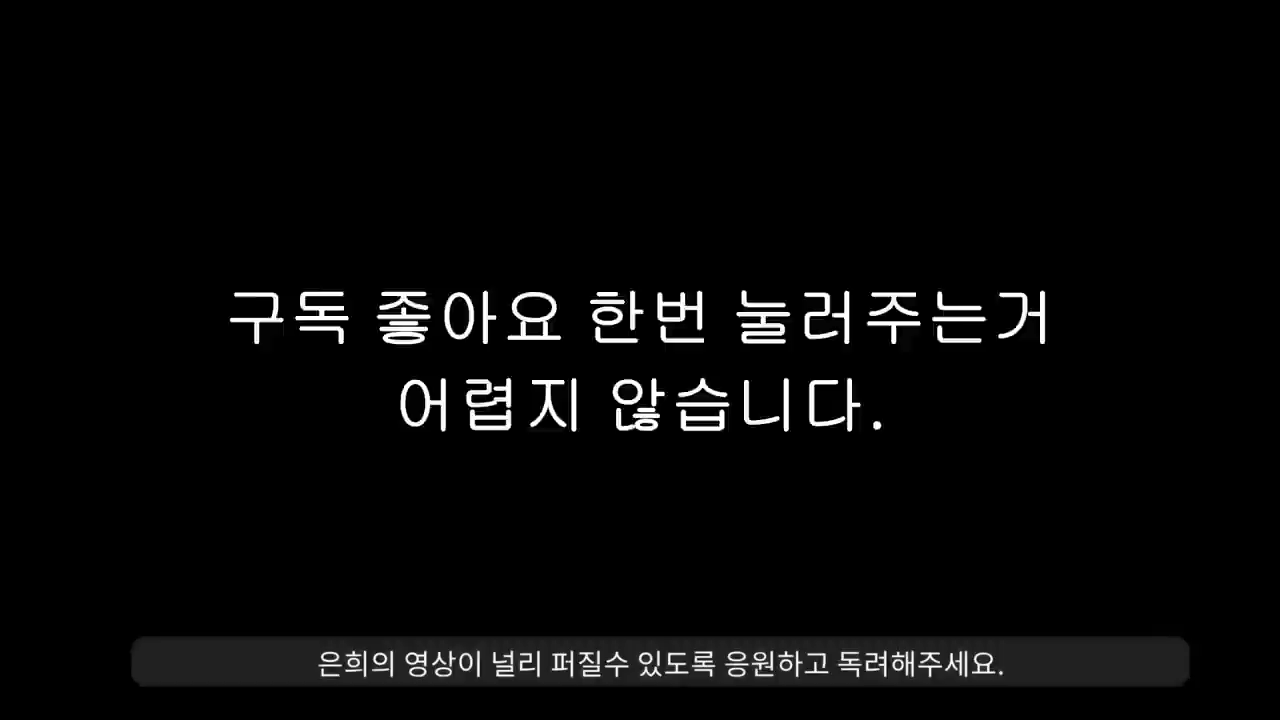 구독 좋아요 한번 눌러주는거
어렵지 않습니다.
은희의 영상이 널리 퍼질수 있도록 응원하고 독려해주세요.